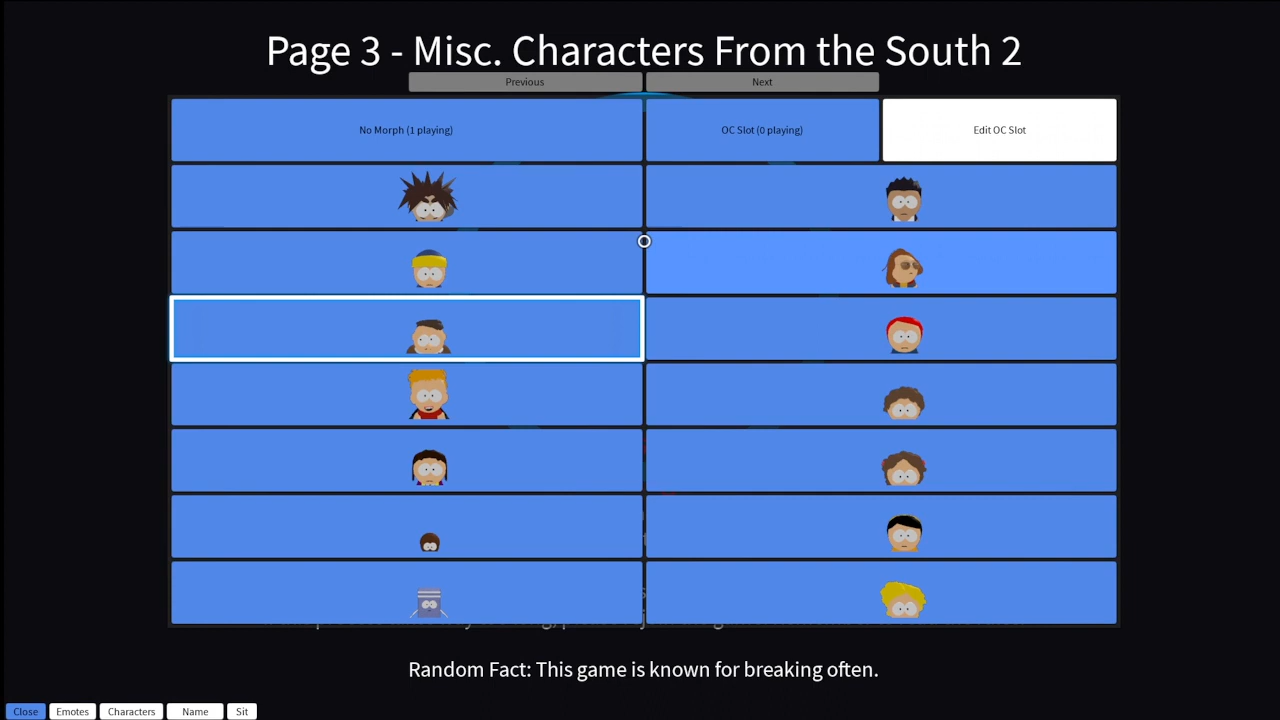 Page 3 - Misc. Characters From the South 2
Previous
Next
No Morph (1 playing)
OC Slot (0 playing)
Edit OC Slot
Random Fact: This game is known for breaking often.
Close
Emotes
Characters
Name
Sit